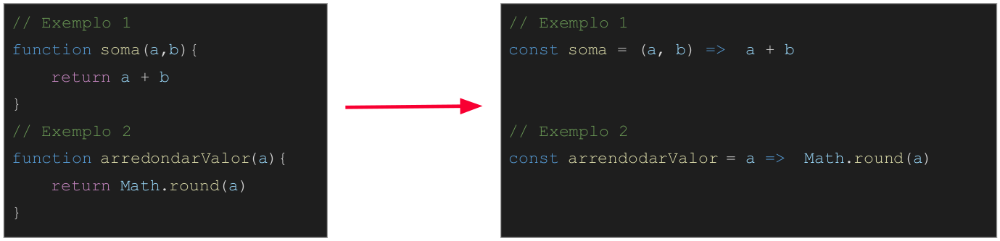 // Exemplo 1
function soma(a,b){
    return a + b
}
// Exemplo 2
function arredondarValor(a){
    return Math.round(a)
}
// Exemplo 1
const soma = (a, b) =>  a + b
// Exemplo 2
const arrendodarValor = a =>  Math.round(a)